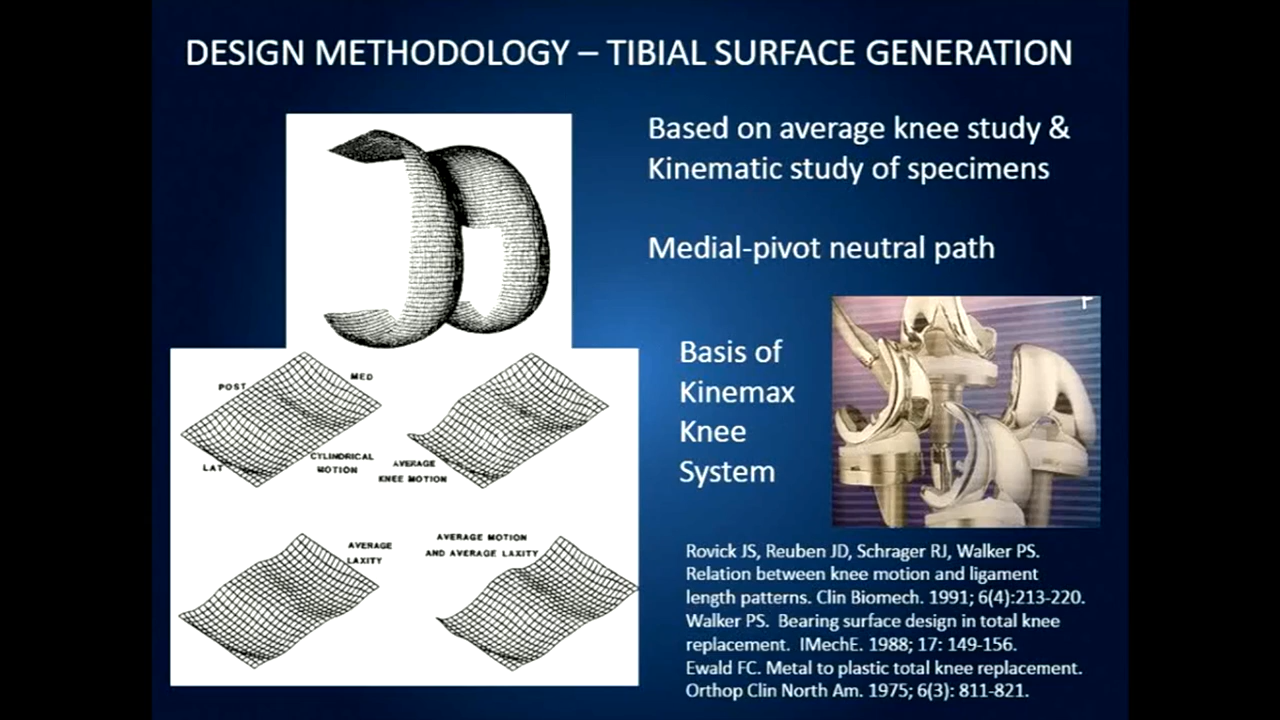 DESIGN METHODOLOGY – TIBIAL SURFACE GENERATION
Based on average knee study &
Kinematic study of specimens
Medial-pivot neutral path
POST
MED
LAT
CYLINDRICAL
MOTION
AVERAGE
KNEE MOTION
AVERAGE
LAXITY
AVERAGE MOTION
AND AVERAGE LAXITY
Basis of
Kinemax
Knee
System
Rovick JS, Reuben JD, Schrager RJ, Walker PS.
Relation between knee motion and ligament
length patterns. Clin Biomech. 1991; 6(4):213-220.
Walker PS.  Bearing surface design in total knee
replacement.  IMechE. 1988; 17: 149-156.
Ewald FC. Metal to plastic total knee replacement.
Orthop Clin North Am. 1975; 6(3): 811-821.